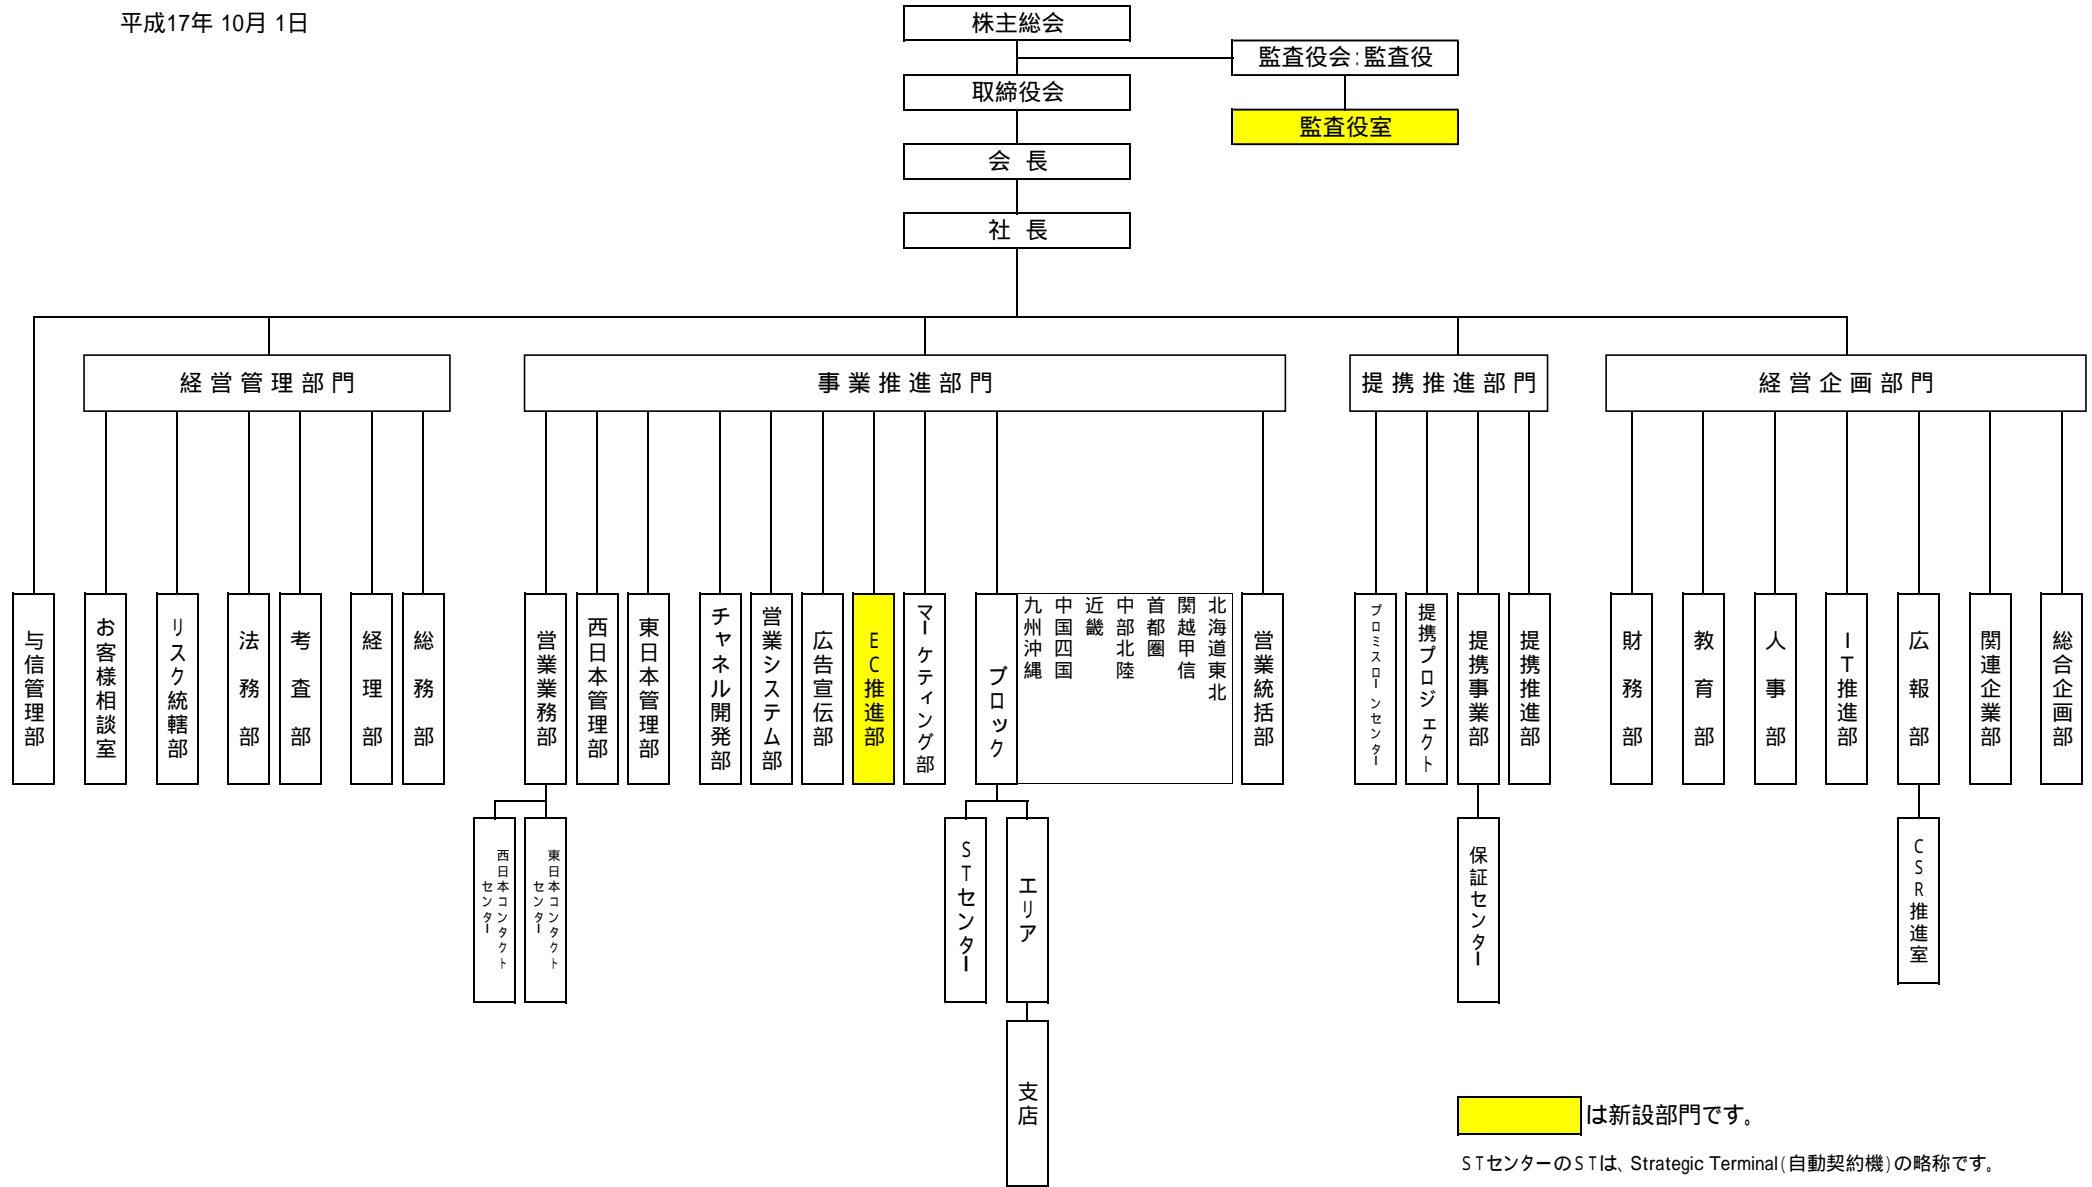 平成17年 10月 1日
株主総会
監査役会：監査役
取締役会
監査役室
会 長
社 長
経営管理部門
事業推進部門
提携推進部門
経営企画部門
与信管理部
お客様相談室
リスク統轄部
法務部
考査部
経理部
総務部
営業業務部
西日本管理部
東日本管理部
チャネル開発部
営業システム部
広告宣伝部
EC推進部
マーケティング部
ブロック
九州沖縄
中国四国
近畿
中部北陸
首都圏
関越甲信
北海道東北
営業統括部
プロミスローンセンター
提携プロジェクト
提携事業部
提携推進部
財務部
教育部
人事部
IT推進部
広報部
関連企業部
総合企画部
西日本コンタクト
センター
東日本コンタクト
センター
STセンター
エリア
保証センター
CSR推進室
支店
は新設部門です。
STセンターのSTは、Strategic Terminal(自動契約機)の略称です。